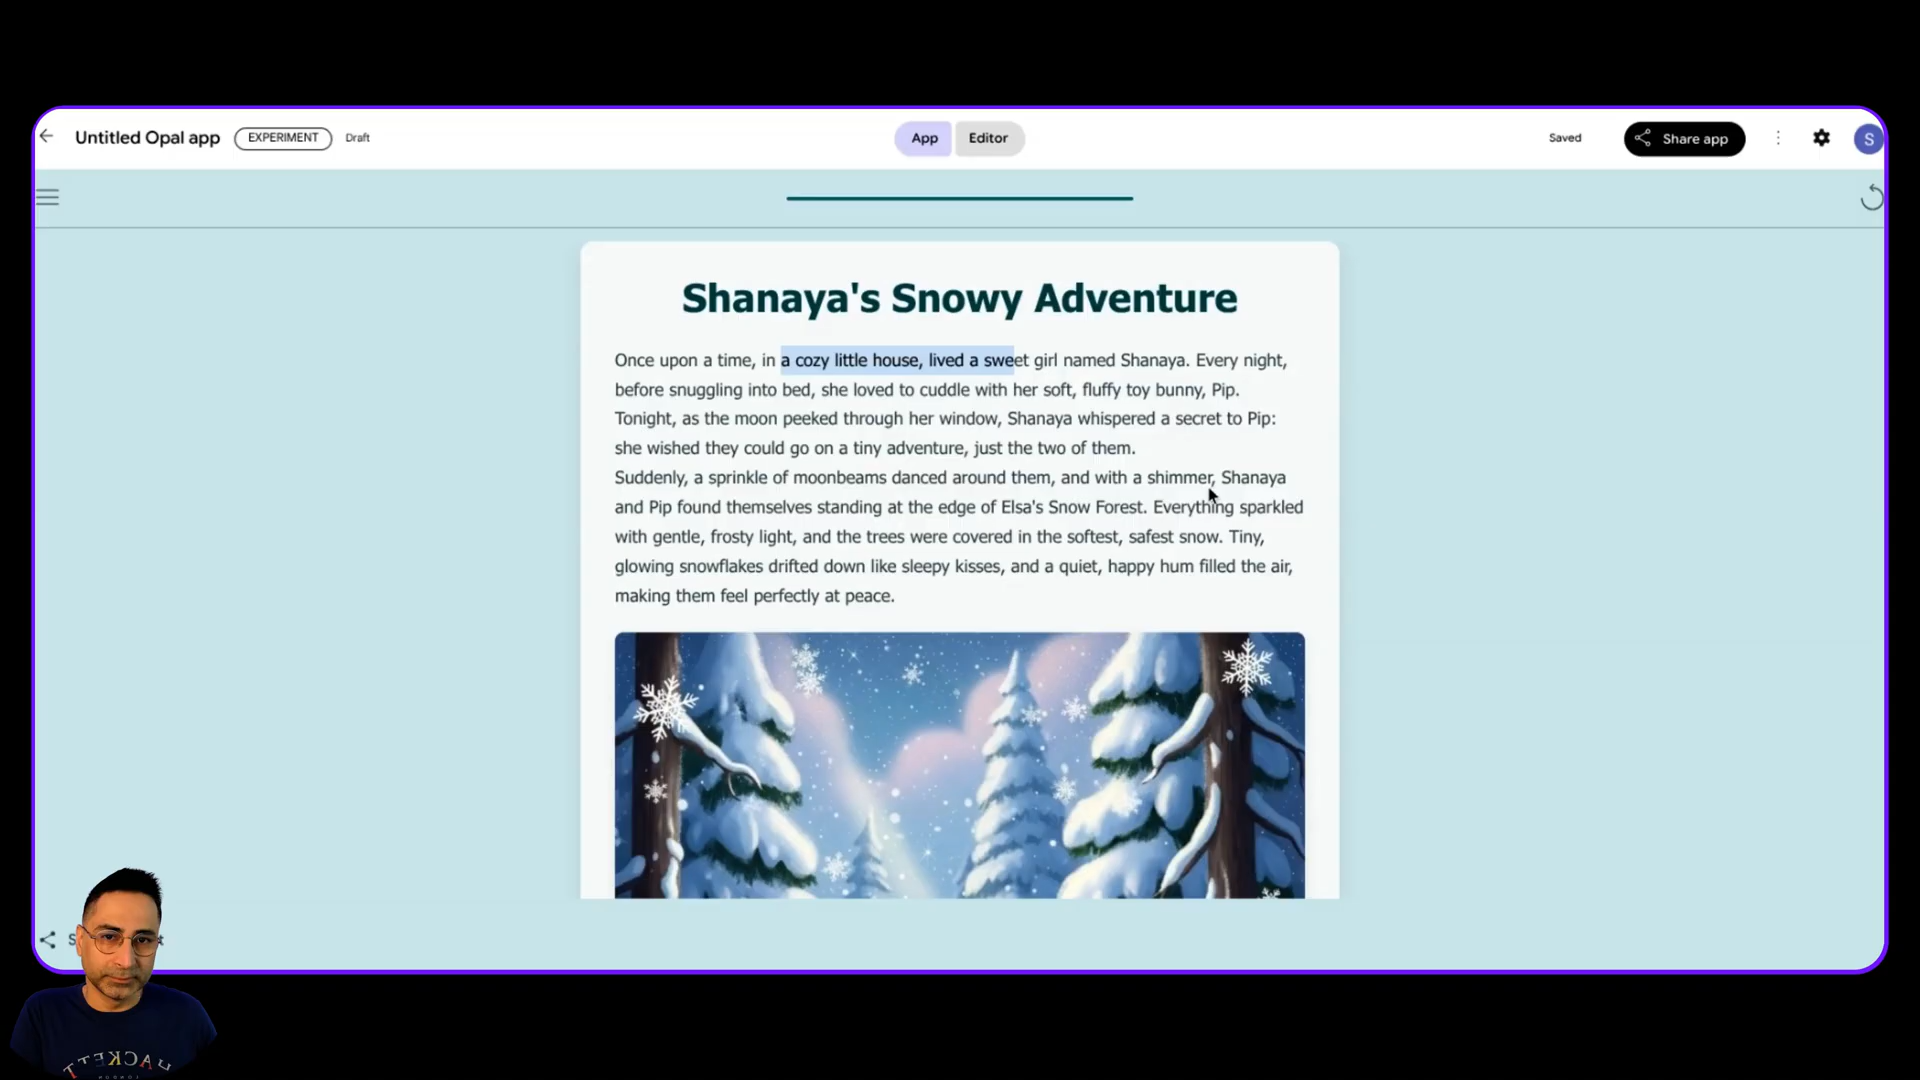 Untitled Opal app EXPERIMENT Draft App Editor Saved Share app S
Shanaya's Snowy Adventure
Once upon a time, in a cozy little house, lived a sweet girl named Shanaya. Every night,
before snuggling into bed, she loved to cuddle with her soft, fluffy toy bunny, Pip.
Tonight, as the moon peeked through her window, Shanaya whispered a secret to Pip:
she wished they could go on a tiny adventure, just the two of them.
Suddenly, a sprinkle of moonbeams danced around them, and with a shimmer, Shanaya
and Pip found themselves standing at the edge of Elsa's Snow Forest. Everything sparkled
with gentle, frosty light, and the trees were covered in the softest, safest snow. Tiny,
glowing snowflakes drifted down like sleepy kisses, and a quiet, happy hum filled the air,
making them feel perfectly at peace.
HACKETT
LONDON